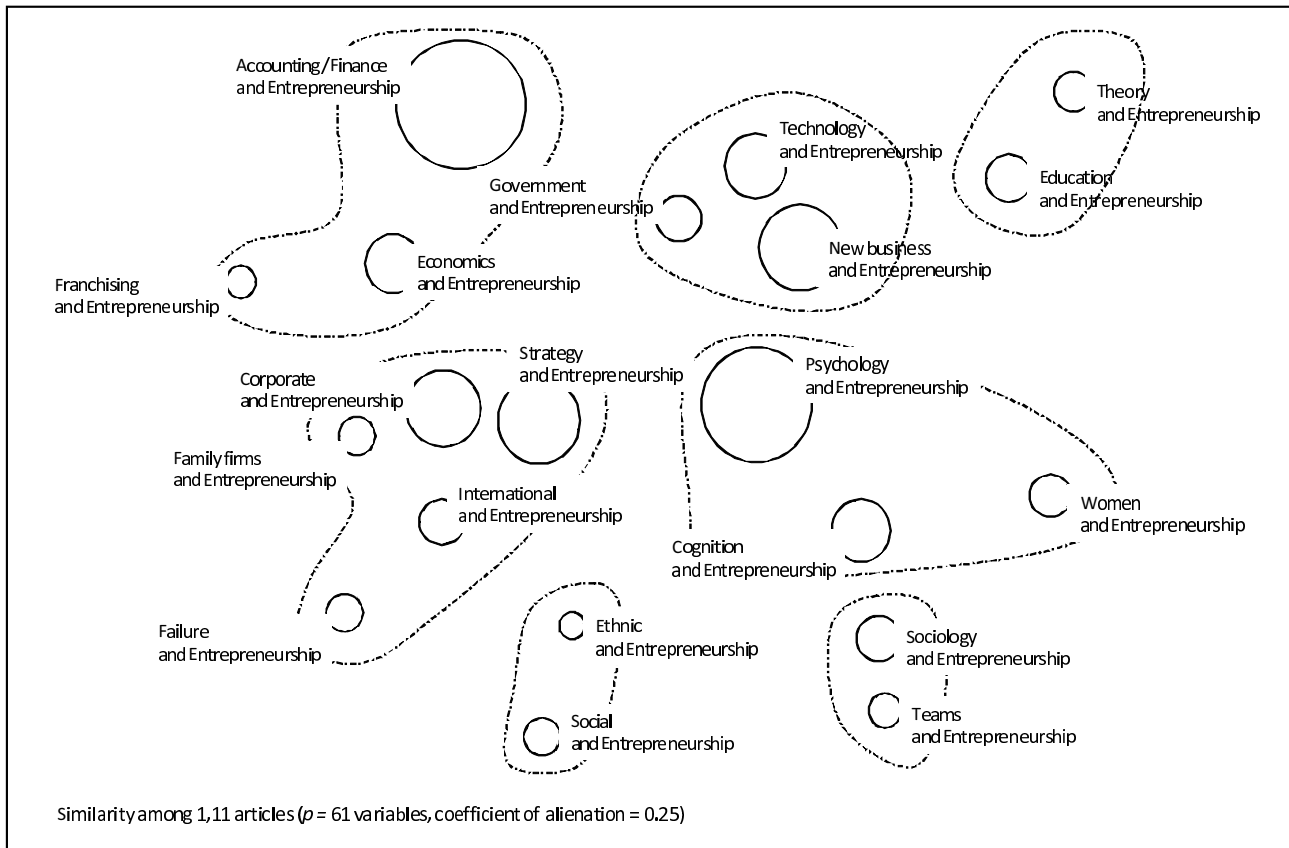 Accounting/Finance
and Entrepreneurship
Theory
and Entrepreneurship
Technology
and Entrepreneurship
Education
and Entrepreneurship
Government
and Entrepreneurship
New business
and Entrepreneurship
Economics
and Entrepreneurship
Franchising
and Entrepreneurship
Strategy
and Entrepreneurship
Psychology
and Entrepreneurship
Corporate
and Entrepreneurship
Family firms
and Entrepreneurship
International
and Entrepreneurship
Women
and Entrepreneurship
Cognition
and Entrepreneurship
Failure
and Entrepreneurship
Ethnic
and Entrepreneurship
Sociology
and Entrepreneurship
Social
and Entrepreneurship
Teams
and Entrepreneurship
Similarity among 1,11 articles (p = 61 variables, coefficient of alienation = 0.25)